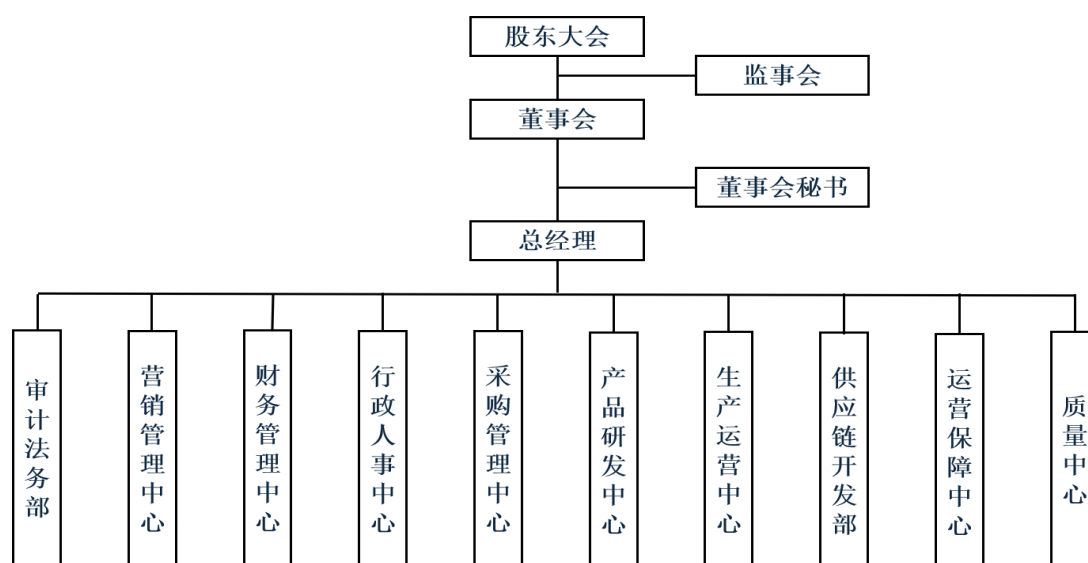 股东大会
监事会
董事会
董事会秘书
总经理
审计法务部
营销管理中心
财务管理中心
行政人事中心
采购管理中心
产品研发中心
生产运营中心
供应链开发部
运营保障中心
质量中心